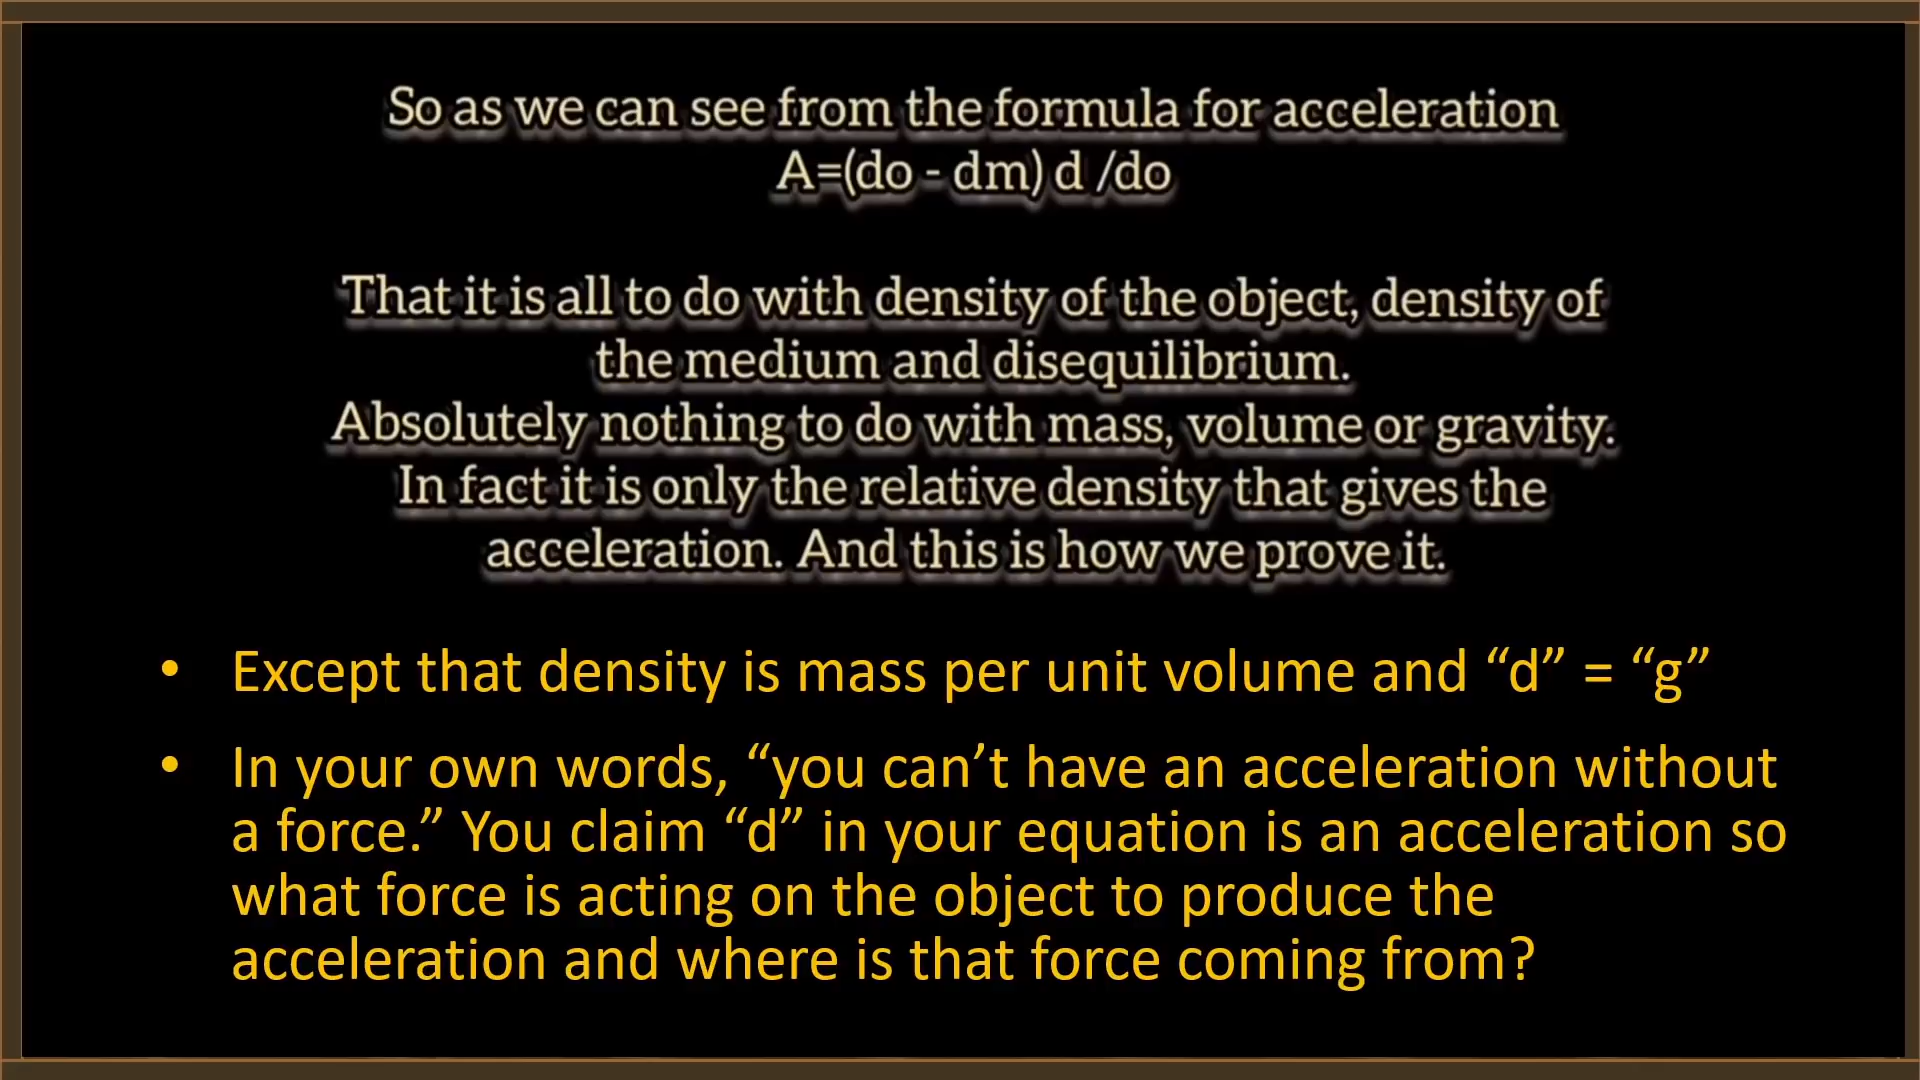 So as we can see from the formula for acceleration
A=(do - dm) d /do
That it is all to do with density of the object, density of
the medium and disequilibrium.
Absolutely nothing to do with mass, volume or gravity.
In fact it is only the relative density that gives the
acceleration. And this is how we prove it.
• Except that density is mass per unit volume and “d” = “g”
• In your own words, “you can’t have an acceleration without
a force.” You claim “d” in your equation is an acceleration so
what force is acting on the object to produce the
acceleration and where is that force coming from?